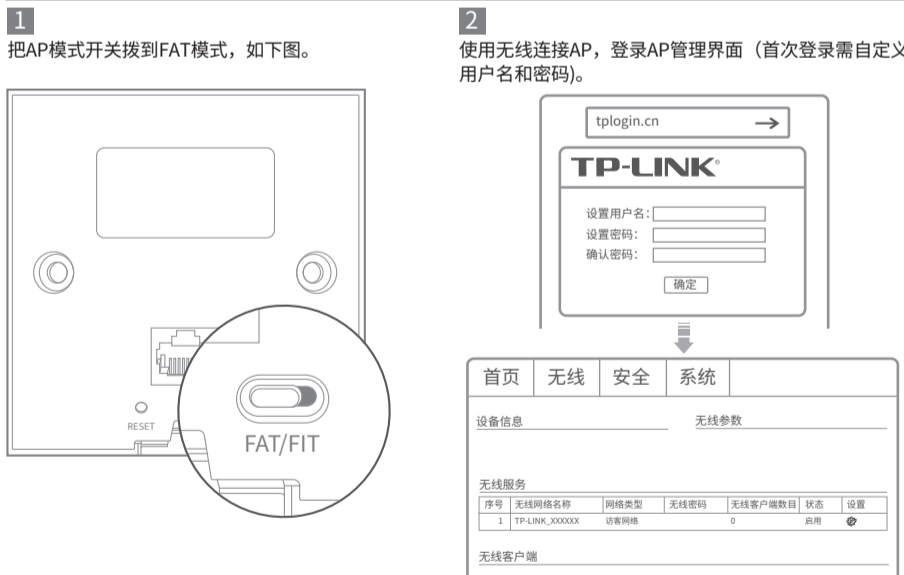 1
把AP模式开关拨到FAT模式，如下图。
RESET
FAT/FIT
2
使用无线连接AP，登录AP管理界面（首次登录需自定义
用户名和密码)。
tplogin.cn
TP-LINK®
设置用户名：
设置密码：
确认密码：
确定
首页 无线 安全 系统
设备信息 无线参数
无线服务
序号 无线网络名称 网络类型 无线密码 无线客户端数目 状态 设置
1 TP-LINK_XXXXXX 访客网络 0 启用
无线客户端